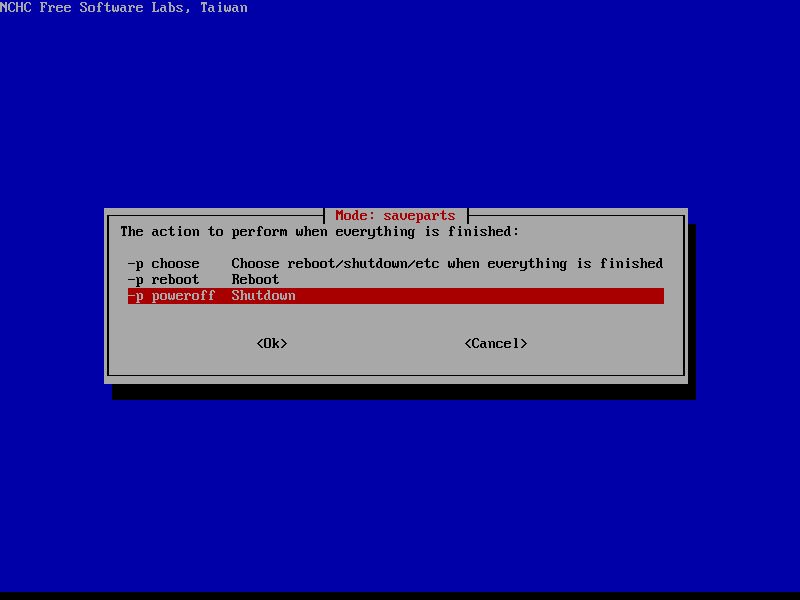 NCHC Free Software Labs, Taiwan
Mode: saveparts
The action to perform when everything is finished:
-p choose    Choose reboot/shutdown/etc when everything is finished
-p reboot    Reboot
-p poweroff  Shutdown
<Ok>    <Cancel>